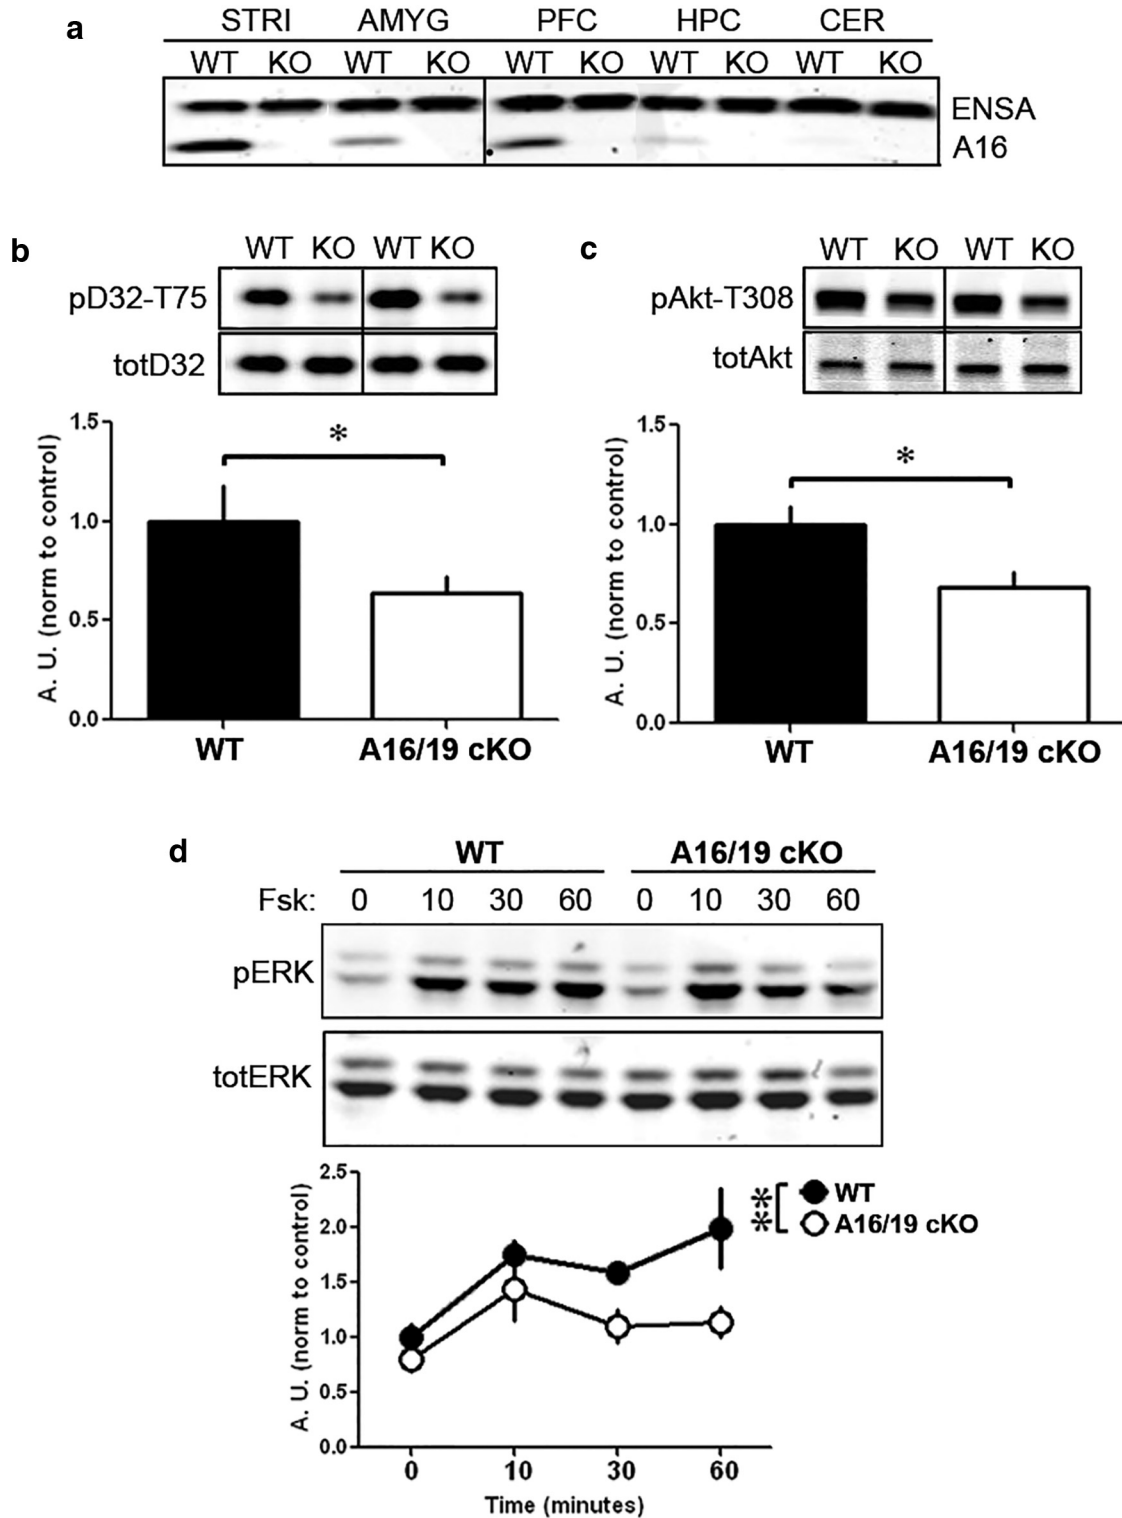 a
STRI AMYG PFC HPC CER
WT KO WT KO WT KO WT KO WT KO
ENSA
A16
b
WT KO WT KO
pD32-T75
totD32
1.5
1.0
0.5
0.0
A. U. (norm to control)
*
WT A16/19 cKO
c
WT KO WT KO
pAkt-T308
totAkt
1.5
1.0
0.5
0.0
A. U. (norm to control)
*
WT A16/19 cKO
d
WT A16/19 cKO
Fsk: 0 10 30 60 0 10 30 60
pERK
totERK
2.5
2.0
1.5
1.0
0.5
0.0
A. U. (norm to control)
**
WT
A16/19 cKO
0 10 30 60
Time (minutes)